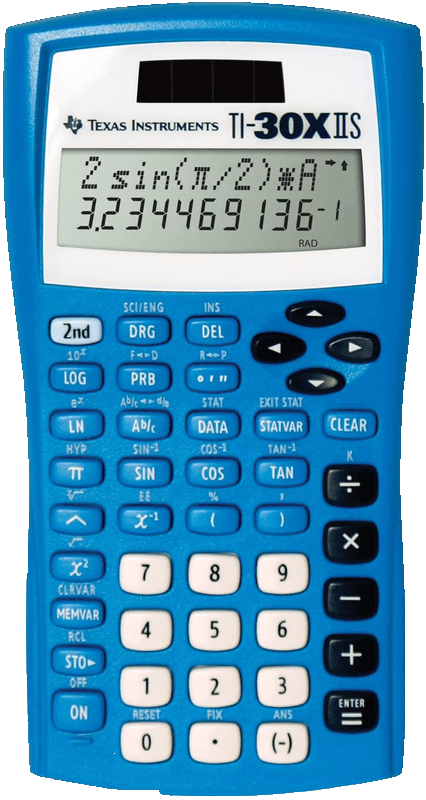 TEXAS INSTRUMENTS TI-30X IIS
2sin(π/2)*A
3.234469136-1
RAD
SCI/ENG INS
2nd DRG DEL
10ˣ F◄►D R◄►P
LOG PRB ° ' "
eˣ Ab/c◄►d/e STAT EXIT STAT
LN Ab/c DATA STATVAR CLEAR
HYP SIN⁻¹ COS⁻¹ TAN⁻¹ K
π SIN COS TAN ÷
ˣ√ EE % ,
^ x⁻¹ ( ) ×
√
x² 7 8 9 −
CLRVAR
MEMVAR 4 5 6 +
RCL
STO► 1 2 3
OFF RESET FIX ANS
ON 0 . (-) ENTER =